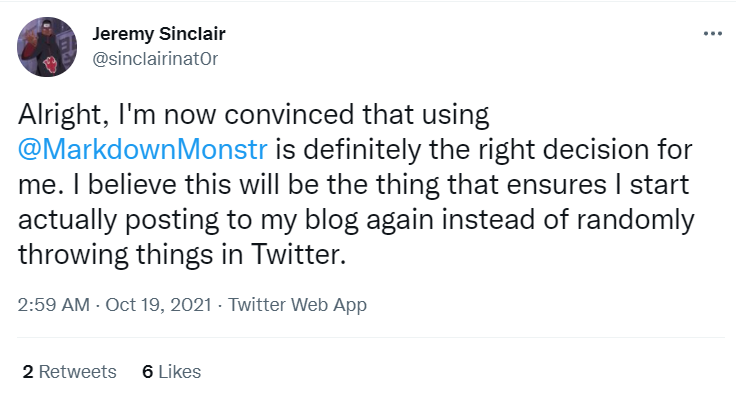 Jeremy Sinclair
@sinclairinat0r
Alright, I'm now convinced that using
@MarkdownMonstr is definitely the right decision for
me. I believe this will be the thing that ensures I start
actually posting to my blog again instead of randomly
throwing things in Twitter.
2:59 AM · Oct 19, 2021 · Twitter Web App
2 Retweets 6 Likes